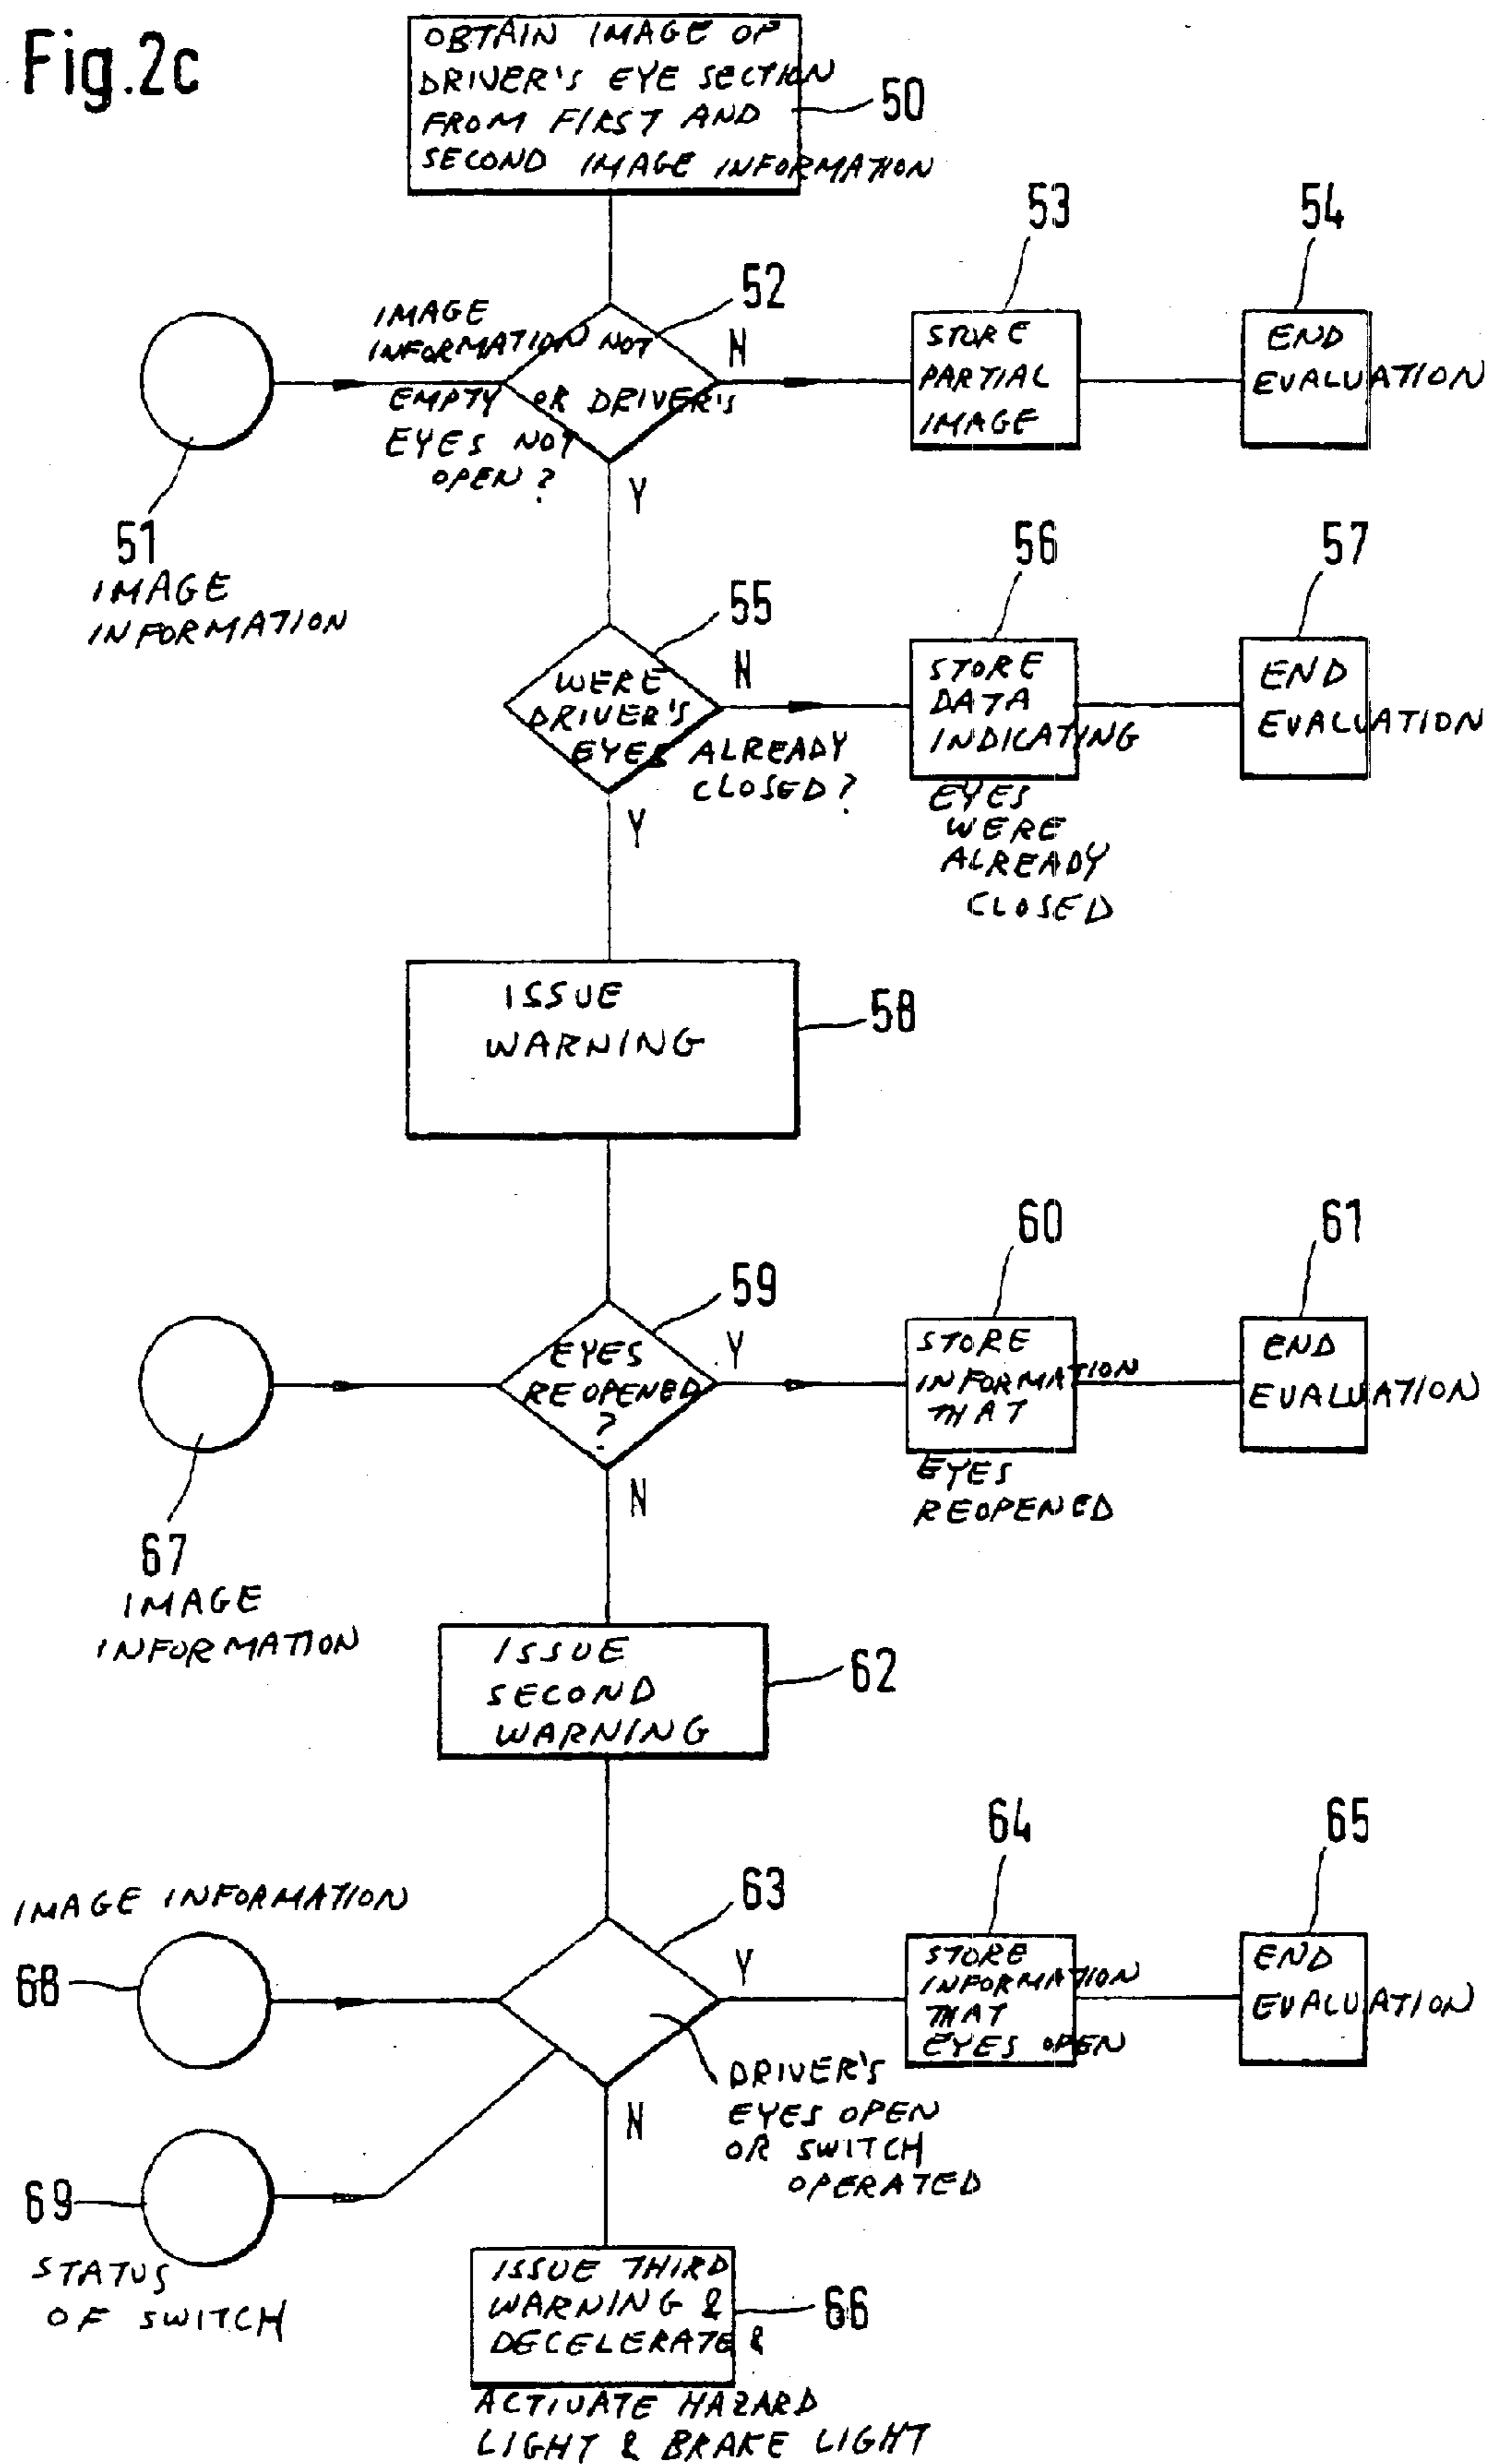 Fig.2c
OBTAIN IMAGE OF
DRIVER'S EYE SECTION
FROM FIRST AND
SECOND IMAGE INFORMATION
50
51
IMAGE
INFORMATION
52
IMAGE
INFORMATION NOT
EMPTY OR DRIVER'S
EYES NOT
OPEN?
N
Y
53
STORE
PARTIAL
IMAGE
54
END
EVALUATION
55
WERE
DRIVER'S
EYES ALREADY
CLOSED?
N
Y
56
STORE
DATA
INDICATING
EYES
WERE
ALREADY
CLOSED
57
END
EVALUATION
ISSUE
WARNING
58
59
EYES
REOPENED
?
Y
N
60
STORE
INFORMATION
THAT
EYES
REOPENED
61
END
EVALUATION
67
IMAGE
INFORMATION
ISSUE
SECOND
WARNING
62
IMAGE INFORMATION
68
63
Y
N
DRIVER'S
EYES OPEN
OR SWITCH
OPERATED
64
STORE
INFORMATION
THAT
EYES OPEN
65
END
EVALUATION
69
STATUS
OF SWITCH
ISSUE THIRD
WARNING &
DECELERATE &
ACTIVATE HAZARD
LIGHT & BRAKE LIGHT
66